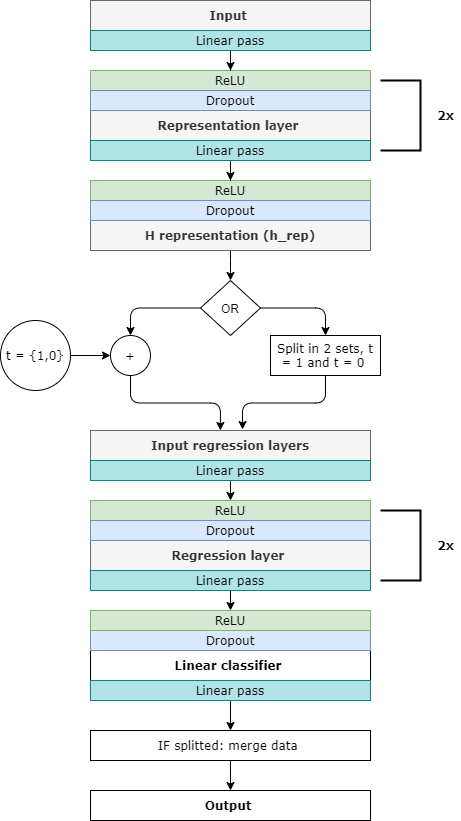 Input
Linear pass
ReLU
Dropout
Representation layer
Linear pass
2x
ReLU
Dropout
H representation (h_rep)
OR
t = {1,0}
+
Split in 2 sets, t
= 1 and t = 0
Input regression layers
Linear pass
ReLU
Dropout
Regression layer
Linear pass
2x
ReLU
Dropout
Linear classifier
Linear pass
IF splitted: merge data
Output